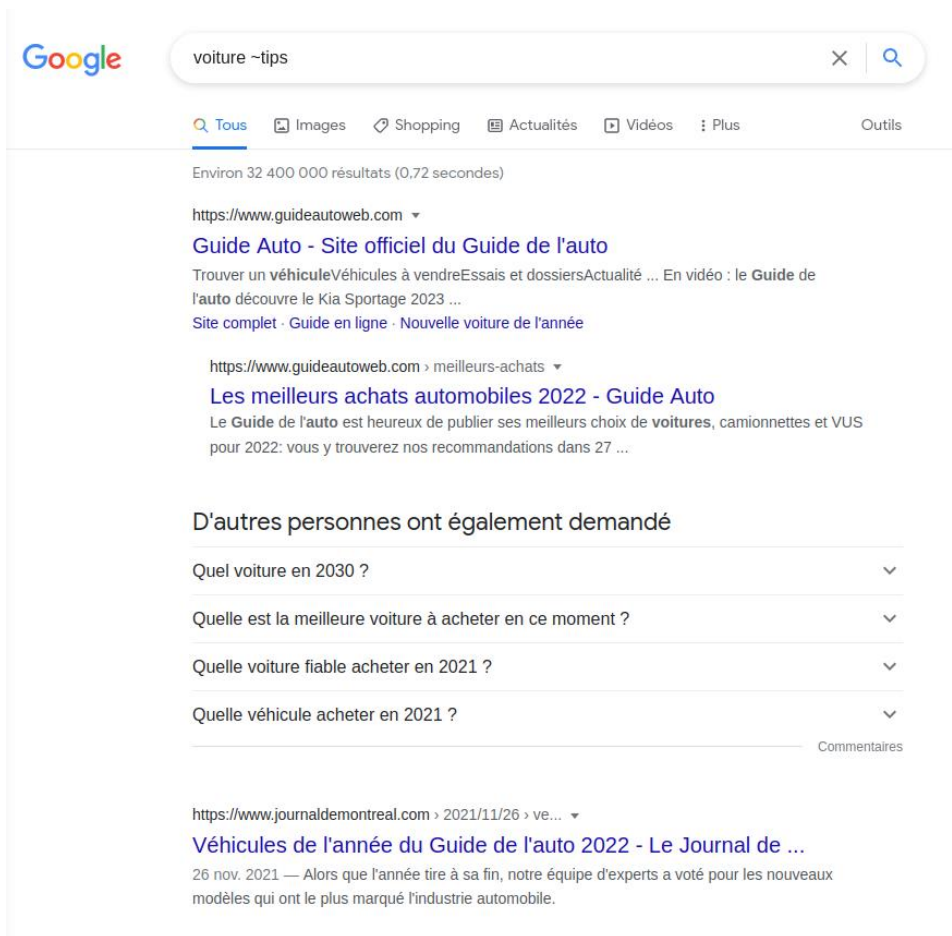 Google
voiture ~tips
Tous Images Shopping Actualités Vidéos Plus Outils
Environ 32 400 000 résultats (0,72 secondes)
https://www.guideautoweb.com
Guide Auto - Site officiel du Guide de l'auto
Trouver un véhiculeVéhicules à vendreEssais et dossiersActualité ... En vidéo : le Guide de
l'auto découvre le Kia Sportage 2023 ...
Site complet · Guide en ligne · Nouvelle voiture de l'année
https://www.guideautoweb.com › meilleurs-achats
Les meilleurs achats automobiles 2022 - Guide Auto
Le Guide de l'auto est heureux de publier ses meilleurs choix de voitures, camionnettes et VUS
pour 2022: vous y trouverez nos recommandations dans 27 ...
D'autres personnes ont également demandé
Quel voiture en 2030 ?
Quelle est la meilleure voiture à acheter en ce moment ?
Quelle voiture fiable acheter en 2021 ?
Quelle véhicule acheter en 2021 ?
Commentaires
https://www.journaldemontreal.com › 2021/11/26 › ve...
Véhicules de l'année du Guide de l'auto 2022 - Le Journal de ...
26 nov. 2021 — Alors que l'année tire à sa fin, notre équipe d'experts a voté pour les nouveaux
modèles qui ont le plus marqué l'industrie automobile.